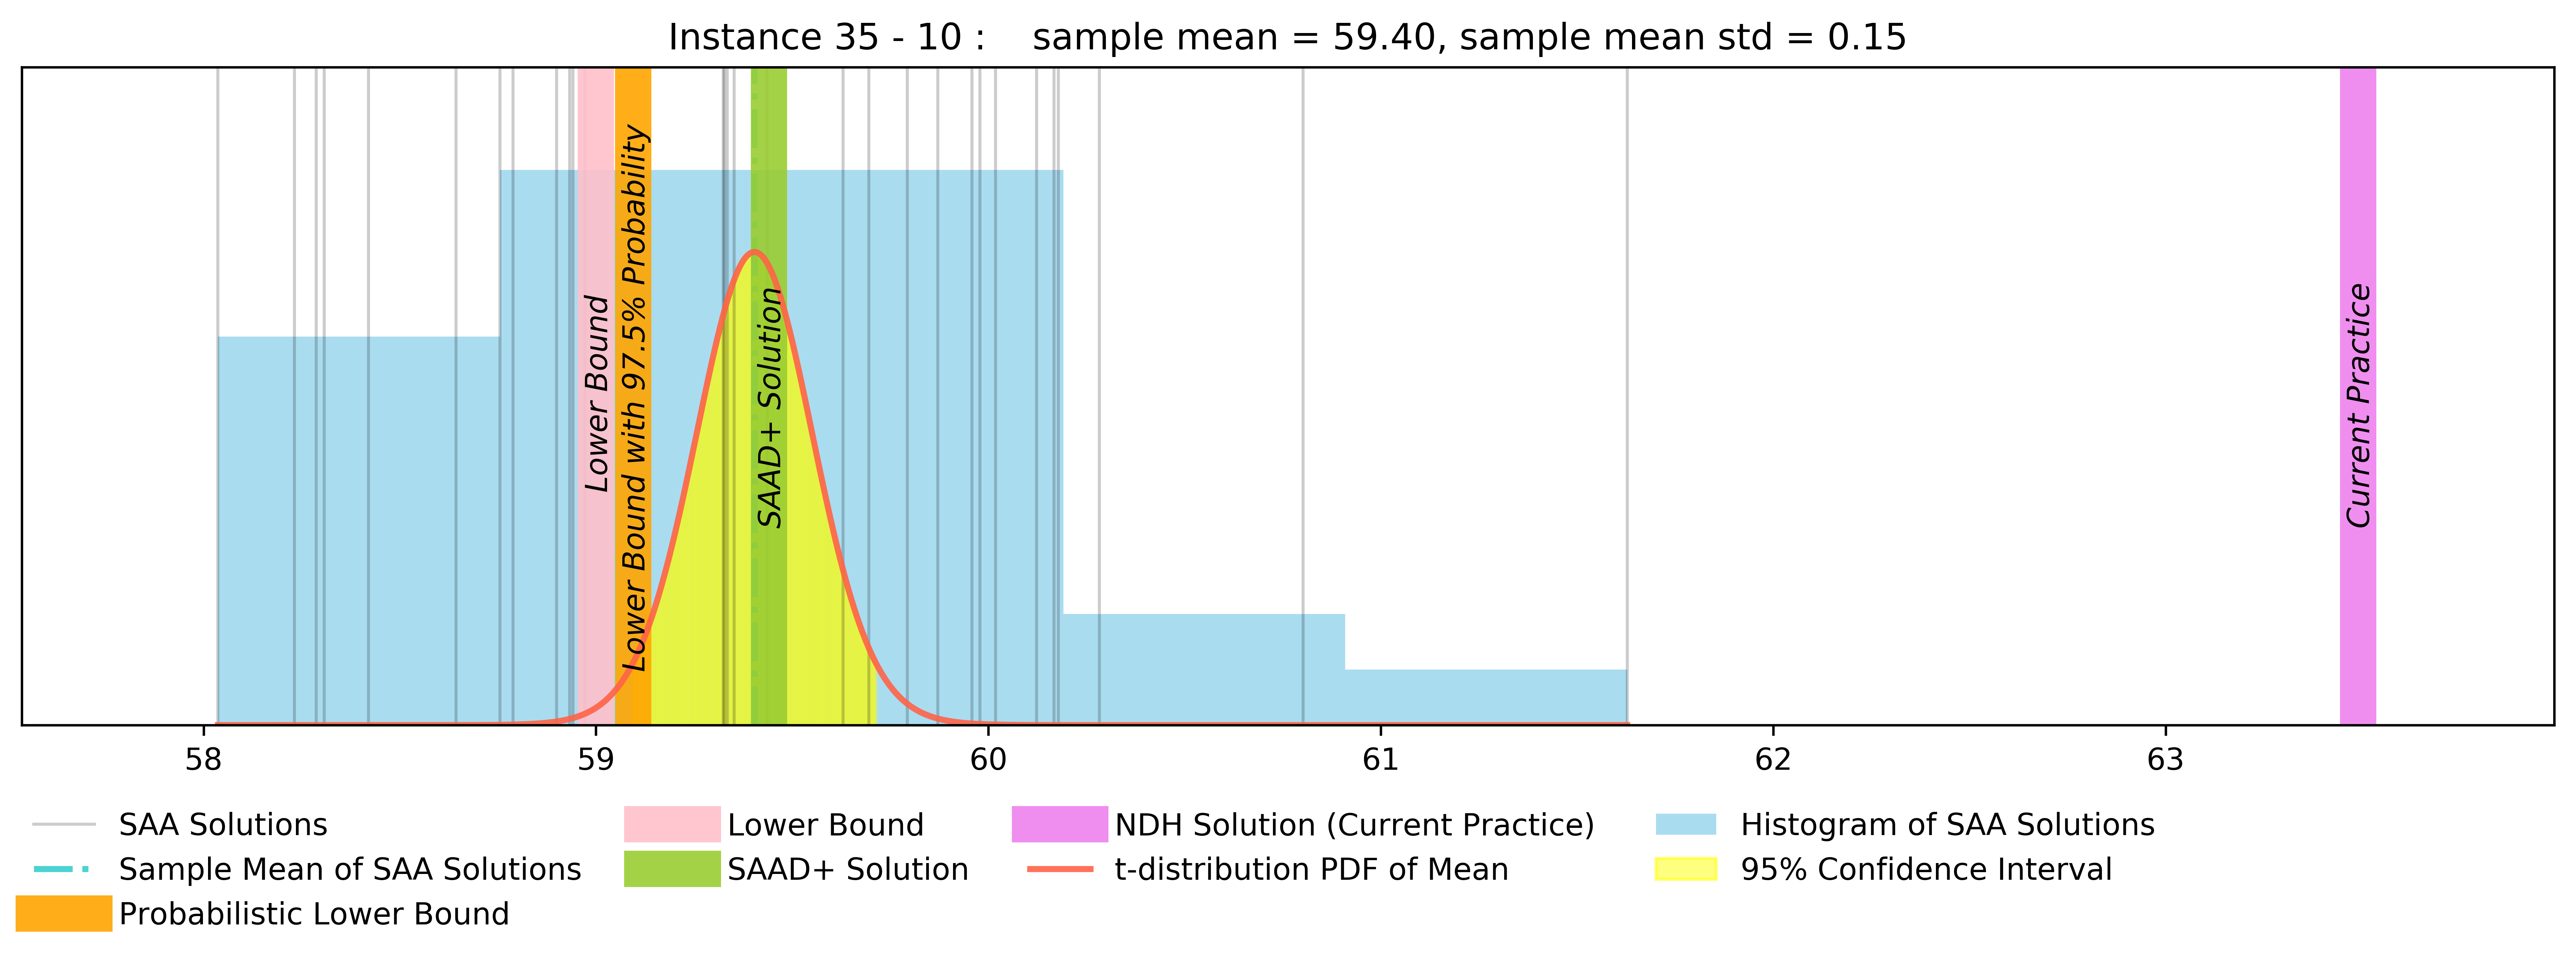 Instance 35 - 10 :    sample mean = 59.40, sample mean std = 0.15
Lower Bound
Lower Bound with 97.5% Probability
SAAD+ Solution
Current Practice
58 59 60 61 62 63
SAA Solutions
Sample Mean of SAA Solutions
Probabilistic Lower Bound
Lower Bound
SAAD+ Solution
NDH Solution (Current Practice)
t-distribution PDF of Mean
Histogram of SAA Solutions
95% Confidence Interval